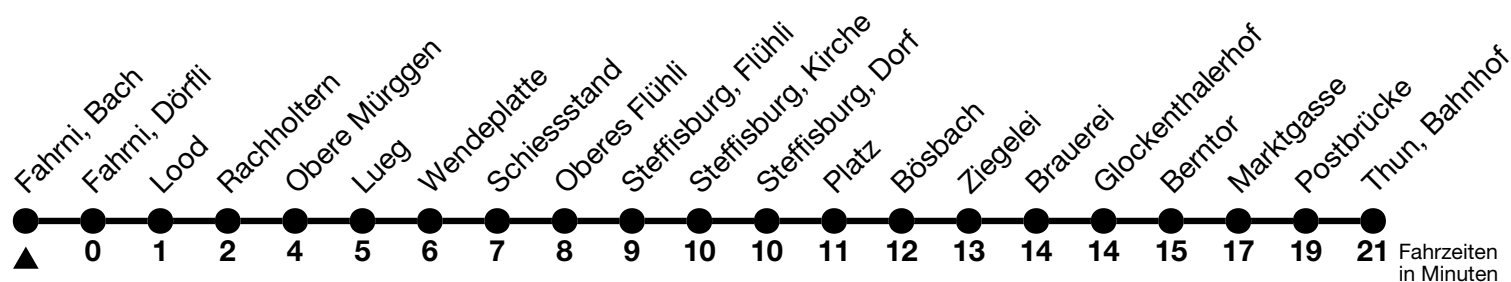 Fahrni, Bach
Fahrni, Dörfli
Lood
Rachholtern
Obere Mürggen
Lueg
Wendeplatte
Schiessstand
Oberes Flühli
Steffisburg, Flühli
Steffisburg, Kirche
Steffisburg, Dorf
Platz
Bösbach
Ziegelei
Brauerei
Glockenthalerhof
Berntor
Marktgasse
Postbrücke
Thun, Bahnhof
0 1 2 4 5 6 7 8 9 10 10 11 12 13 14 14 15 17 19 21
Fahrzeiten
in Minuten